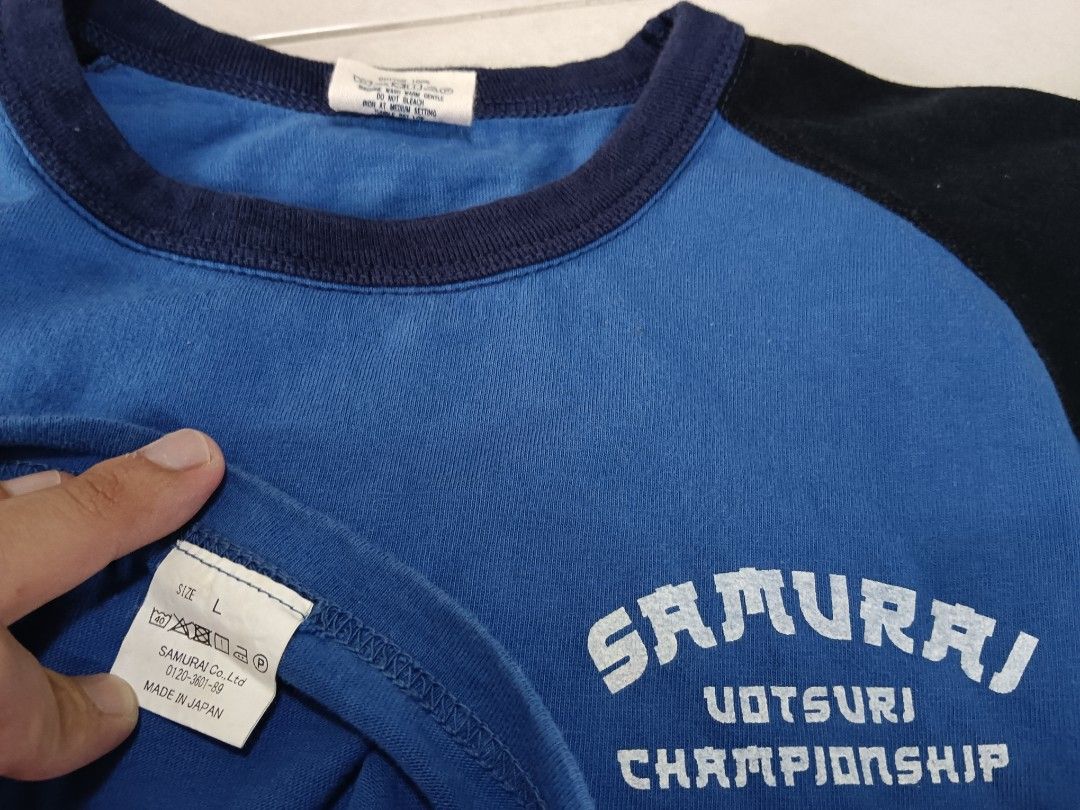 DO NOT BLEACH
IRON AT MEDIUM SETTING
SIZE L
40
P
SAMURAI Co.,Ltd
0120-3601-89
MADE IN JAPAN
SAMURAI
UOTSURI
CHAMPIONSHIP